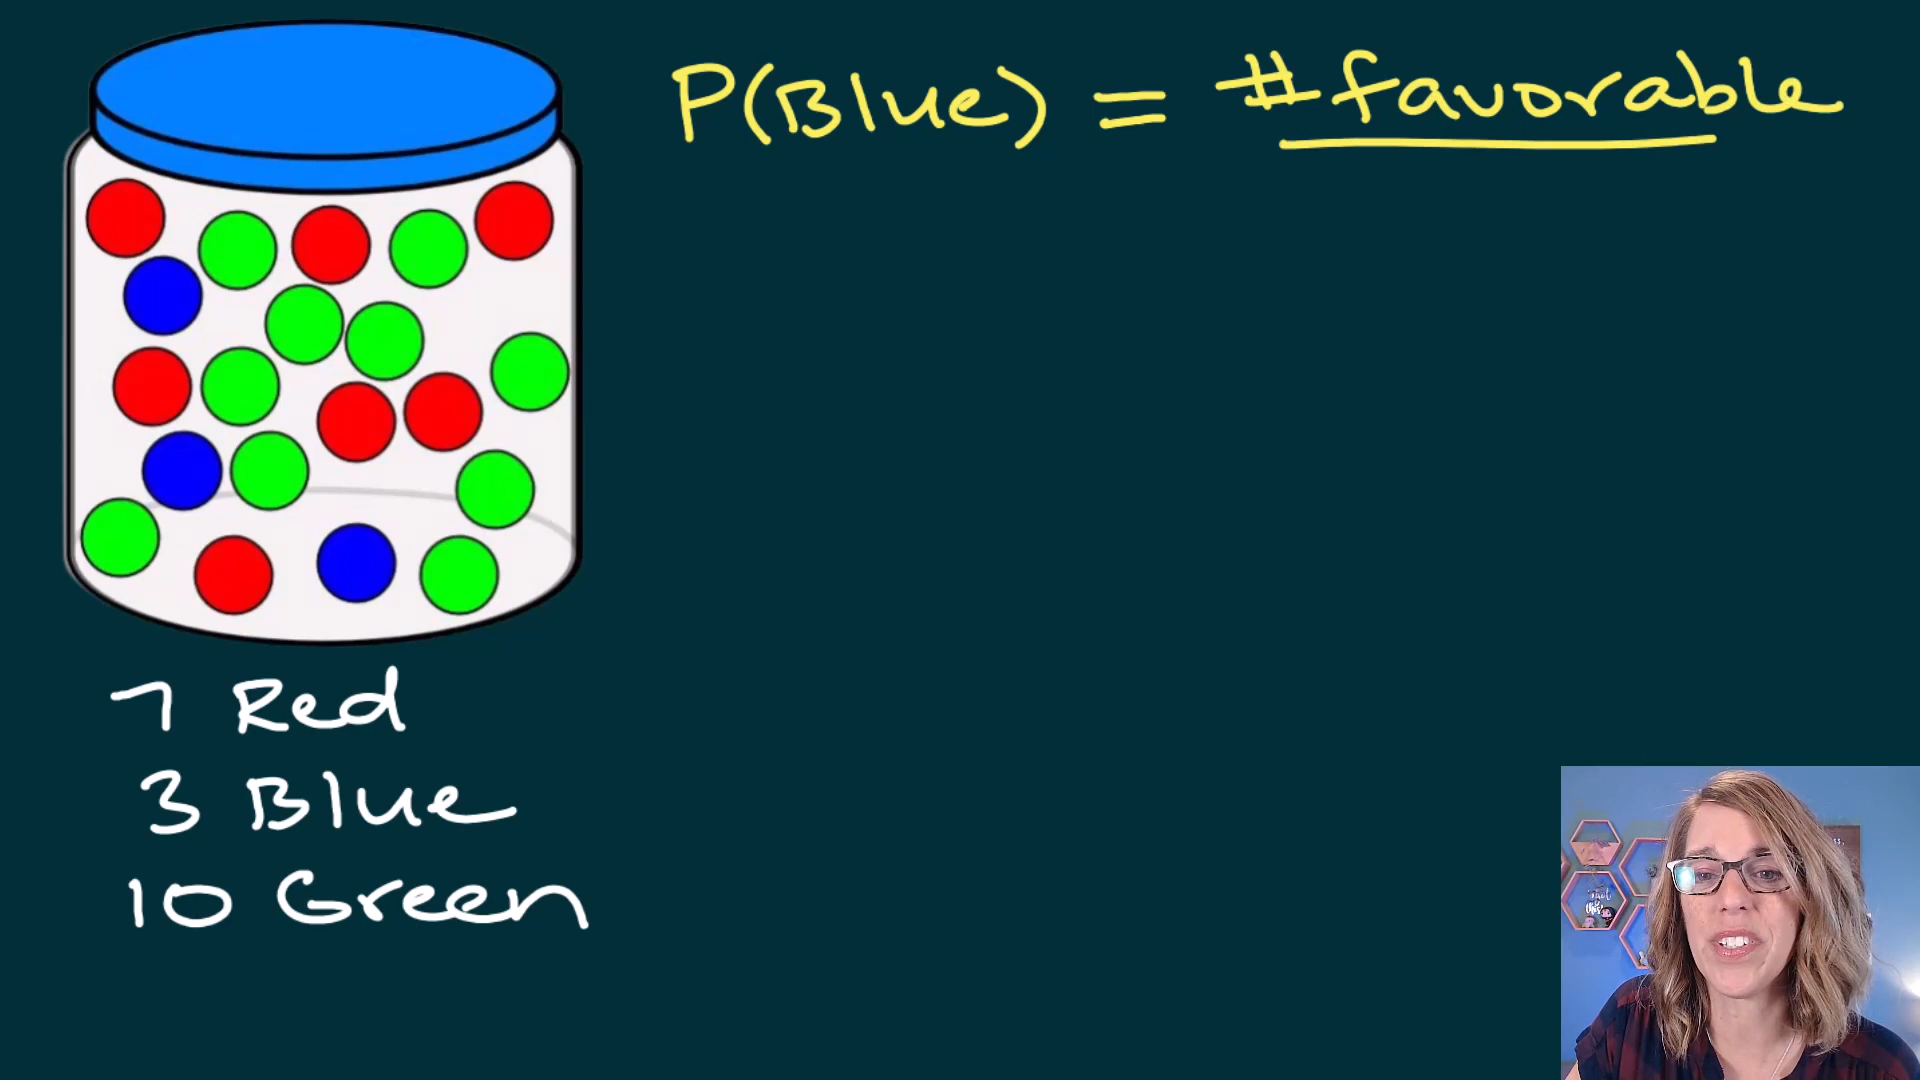 P(Blue) = #favorable
7 Red
3 Blue
10 Green